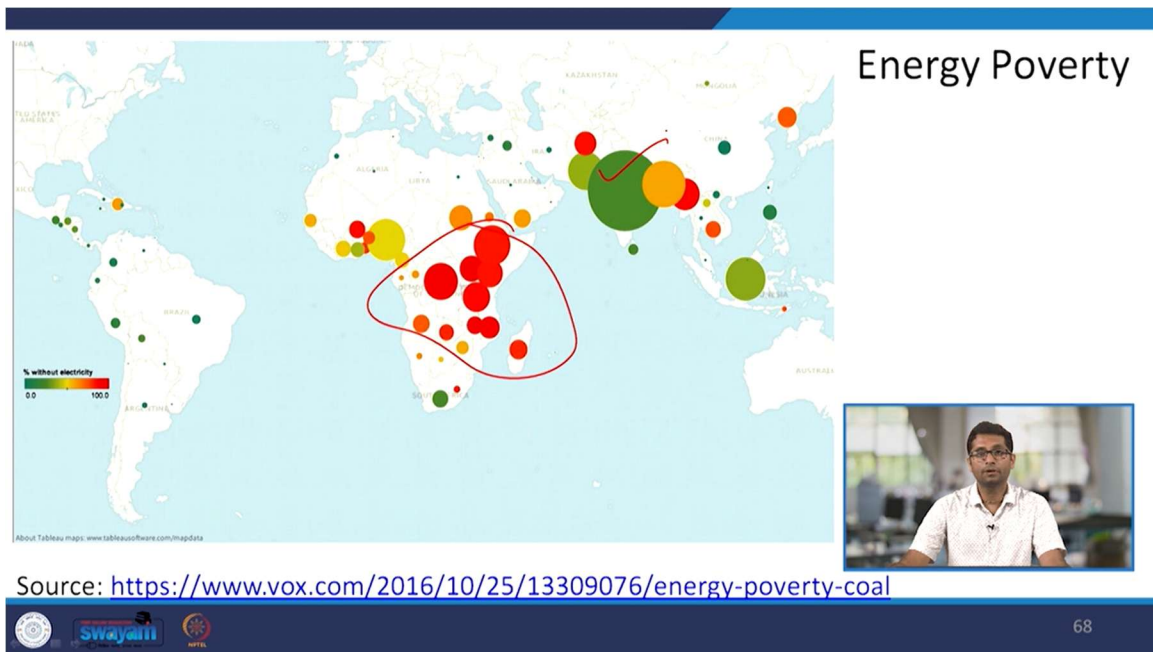 Energy Poverty
KAZAKHSTAN
MONGOLIA
CHINA
ALGERIA
LIBYA
SAUDI ARABIA
BRAZIL
% without electricity
0.0 100.0
AUSTRALIA
ARGENTINA
About Tableau maps: www.tableausoftware.com/mapdata
Source: https://www.vox.com/2016/10/25/13309076/energy-poverty-coal
swayam
NPTEL
68